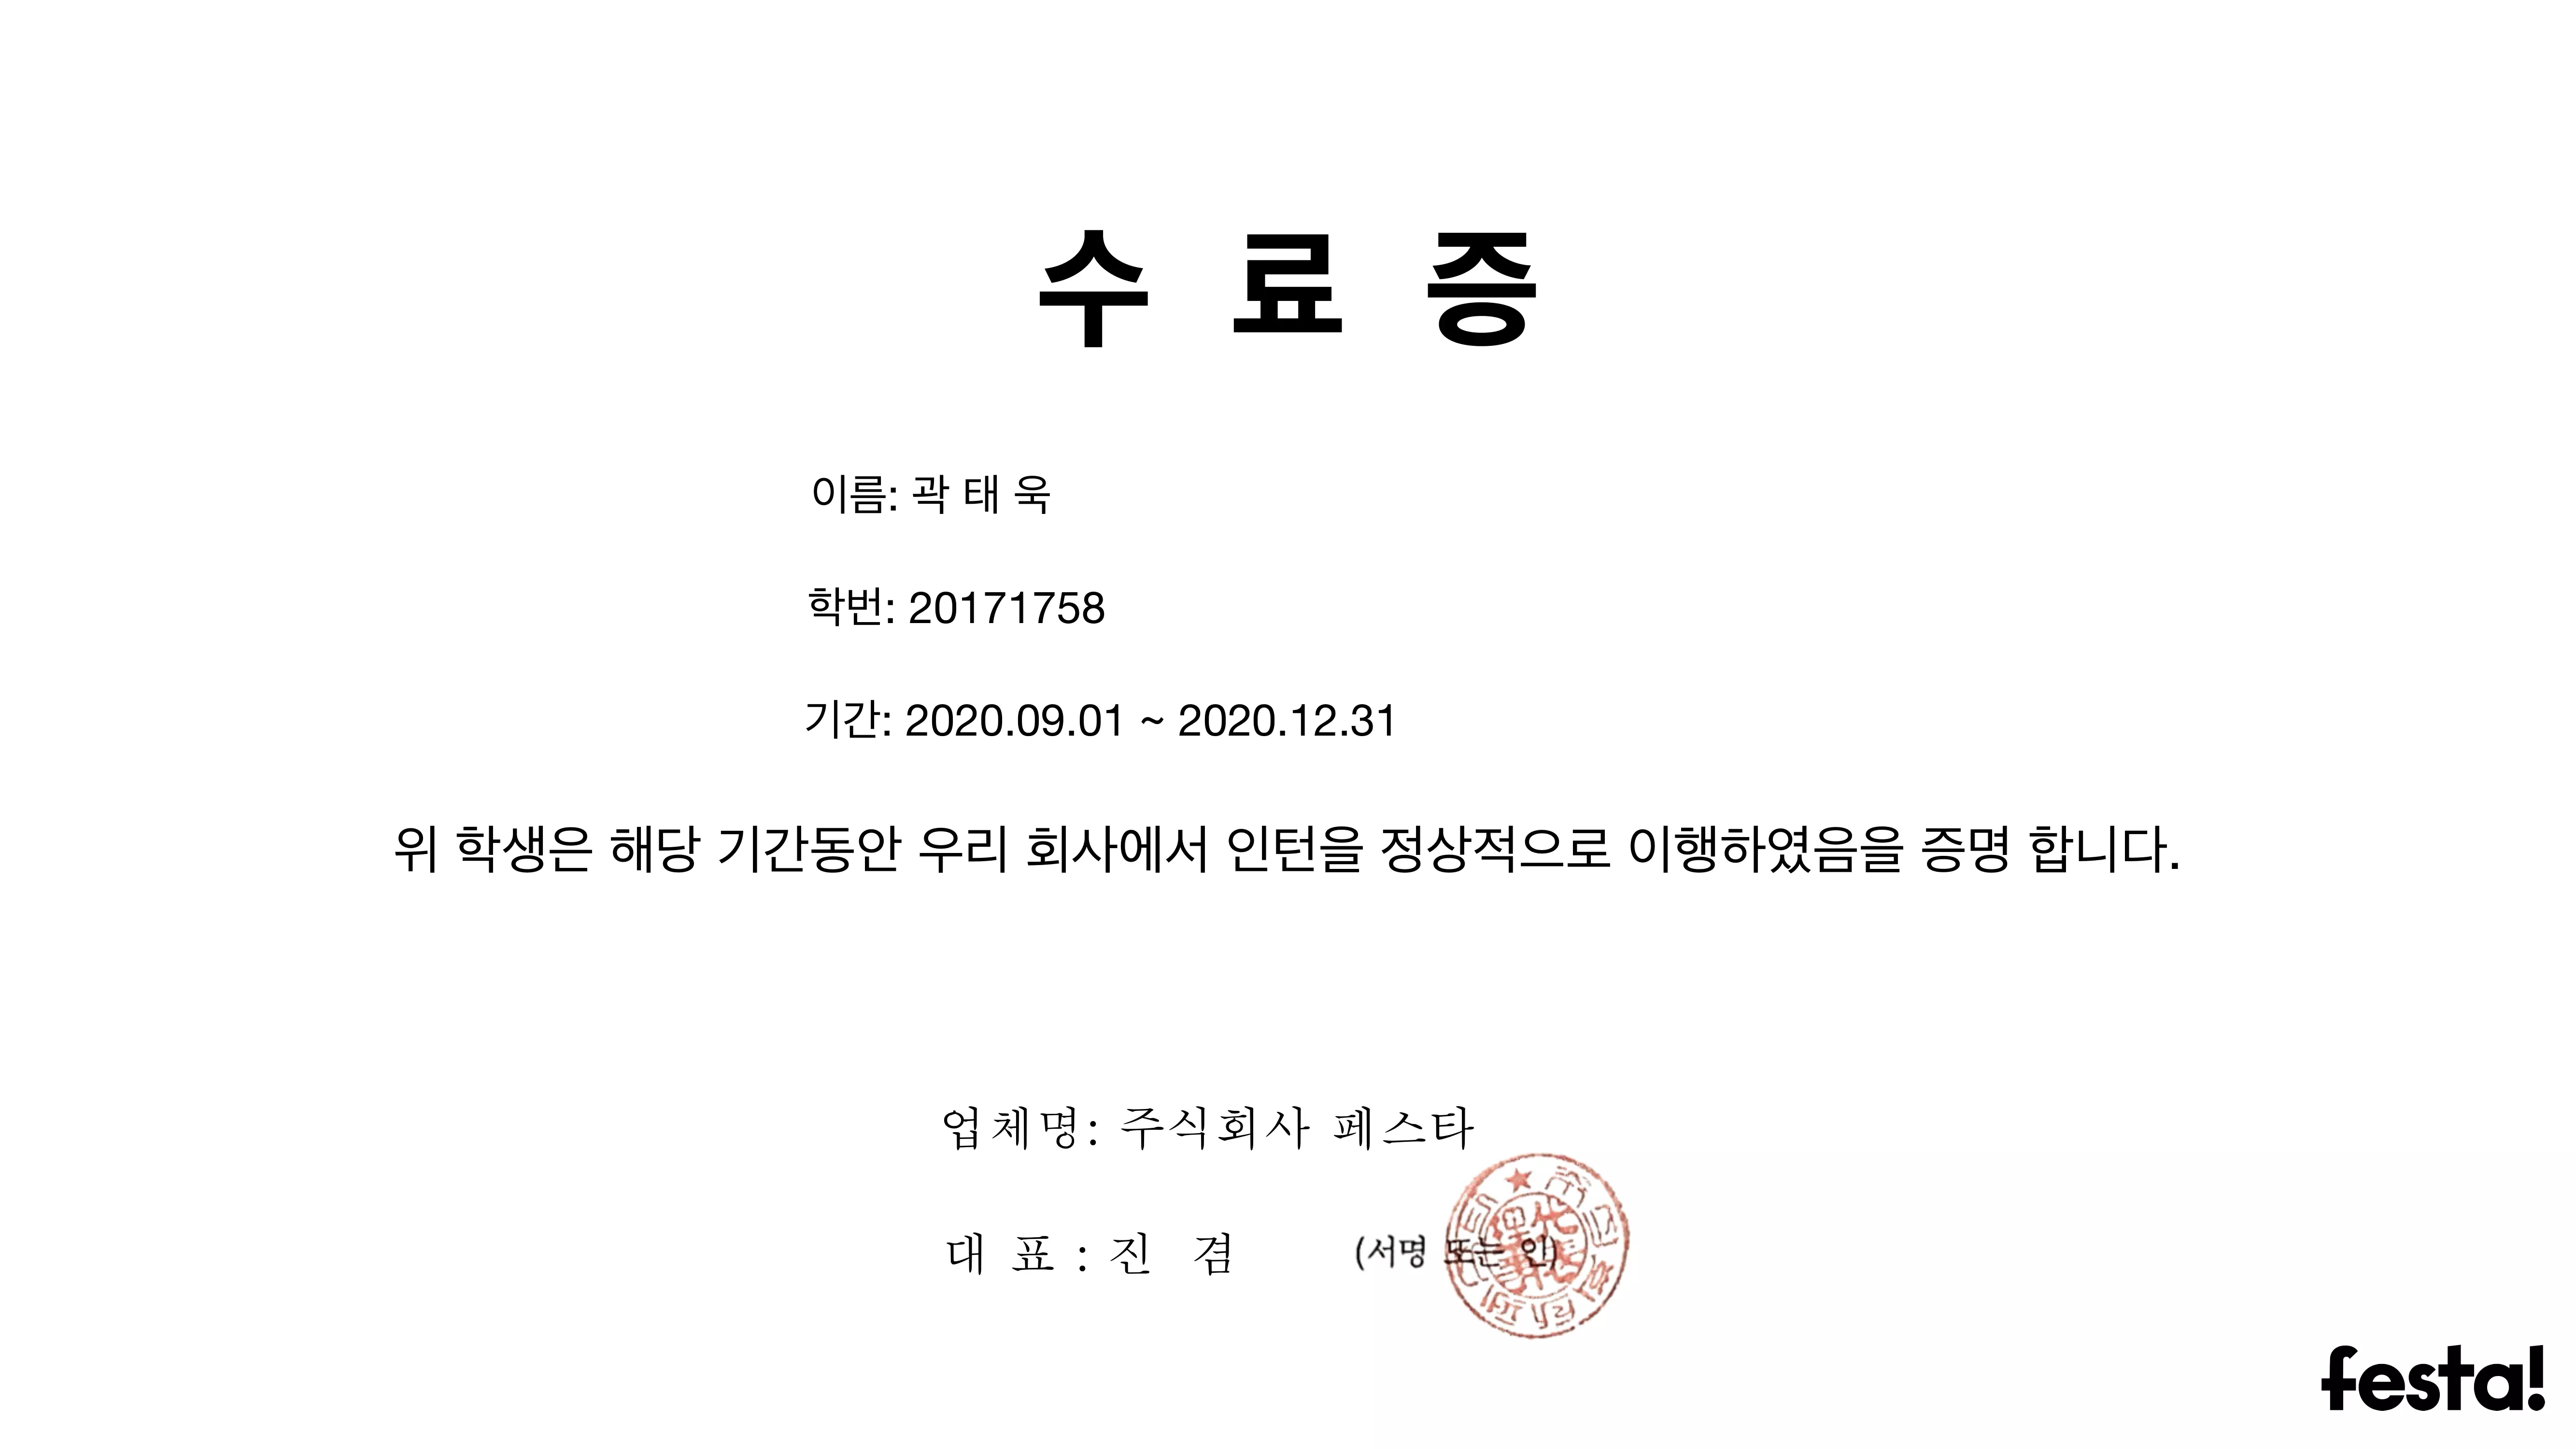 수 료 증
이름: 곽 태 욱
학번: 20171758
기간: 2020.09.01 ~ 2020.12.31
위 학생은 해당 기간동안 우리 회사에서 인턴을 정상적으로 이행하였음을 증명 합니다.
업체명: 주식회사 페스타
대 표 : 진 겸 (서명 또는 인)
festa!